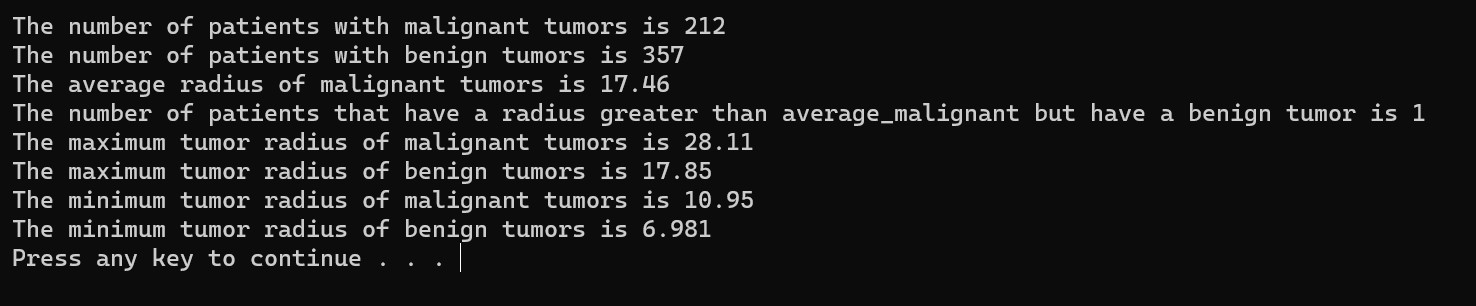 The number of patients with malignant tumors is 212
The number of patients with benign tumors is 357
The average radius of malignant tumors is 17.46
The number of patients that have a radius greater than average_malignant but have a benign tumor is 1
The maximum tumor radius of malignant tumors is 28.11
The maximum tumor radius of benign tumors is 17.85
The minimum tumor radius of malignant tumors is 10.95
The minimum tumor radius of benign tumors is 6.981
Press any key to continue . . .